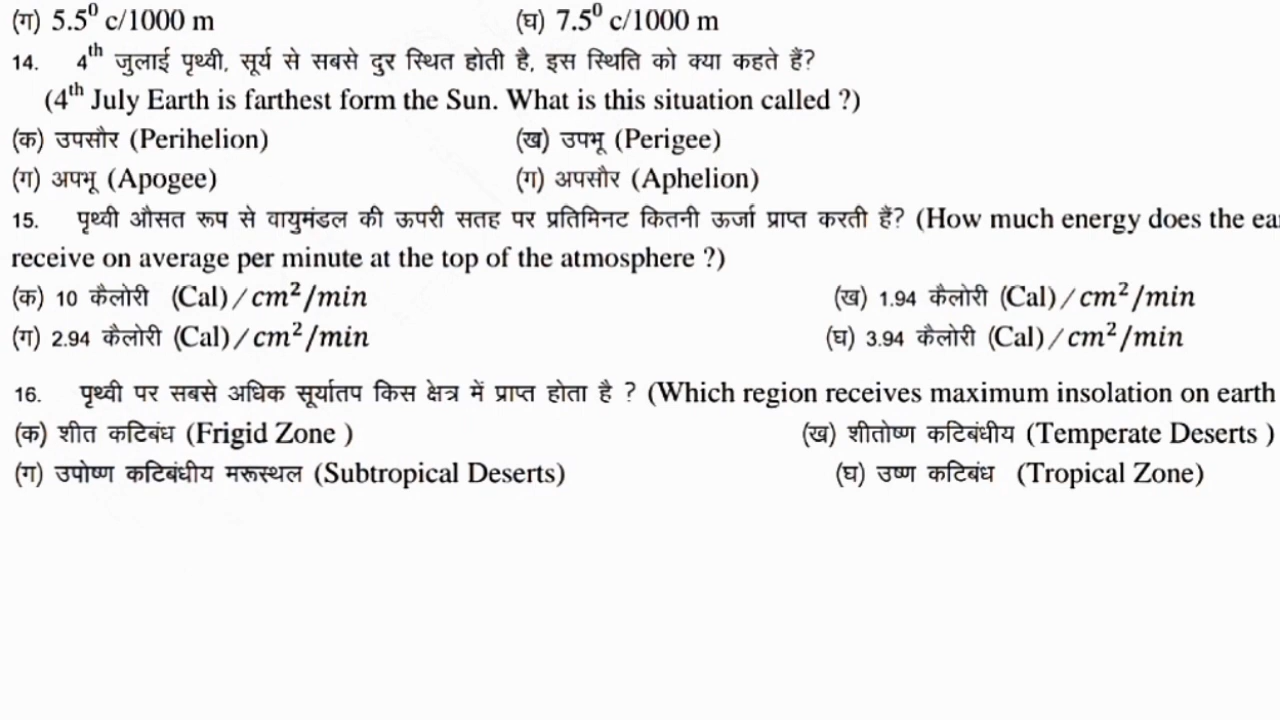 (ग) 5.5⁰ c/1000 m (घ) 7.5⁰ c/1000 m
14. 4ᵗʰ जुलाई पृथ्वी, सूर्य से सबसे दुर स्थित होती है, इस स्थिति को क्या कहते हैं?
(4ᵗʰ July Earth is farthest form the Sun. What is this situation called ?)
(क) उपसौर (Perihelion) (ख) उपभू (Perigee)
(ग) अपभू (Apogee) (ग) अपसौर (Aphelion)
15. पृथ्वी औसत रूप से वायुमंडल की ऊपरी सतह पर प्रतिमिनट कितनी ऊर्जा प्राप्त करती हैं? (How much energy does the
receive on average per minute at the top of the atmosphere ?)
(क) 10 कैलोरी (Cal)/cm²/min (ख) 1.94 कैलोरी (Cal)/cm²/min
(ग) 2.94 कैलोरी (Cal)/cm²/min (घ) 3.94 कैलोरी (Cal)/cm²/min
16. पृथ्वी पर सबसे अधिक सूर्यातप किस क्षेत्र में प्राप्त होता है ? (Which region receives maximum insolation on earth
(क) शीत कटिबंध (Frigid Zone ) (ख) शीतोष्ण कटिबंधीय (Temperate Deserts )
(ग) उपोष्ण कटिबंधीय मरूस्थल (Subtropical Deserts) (घ) उष्ण कटिबंध (Tropical Zone)